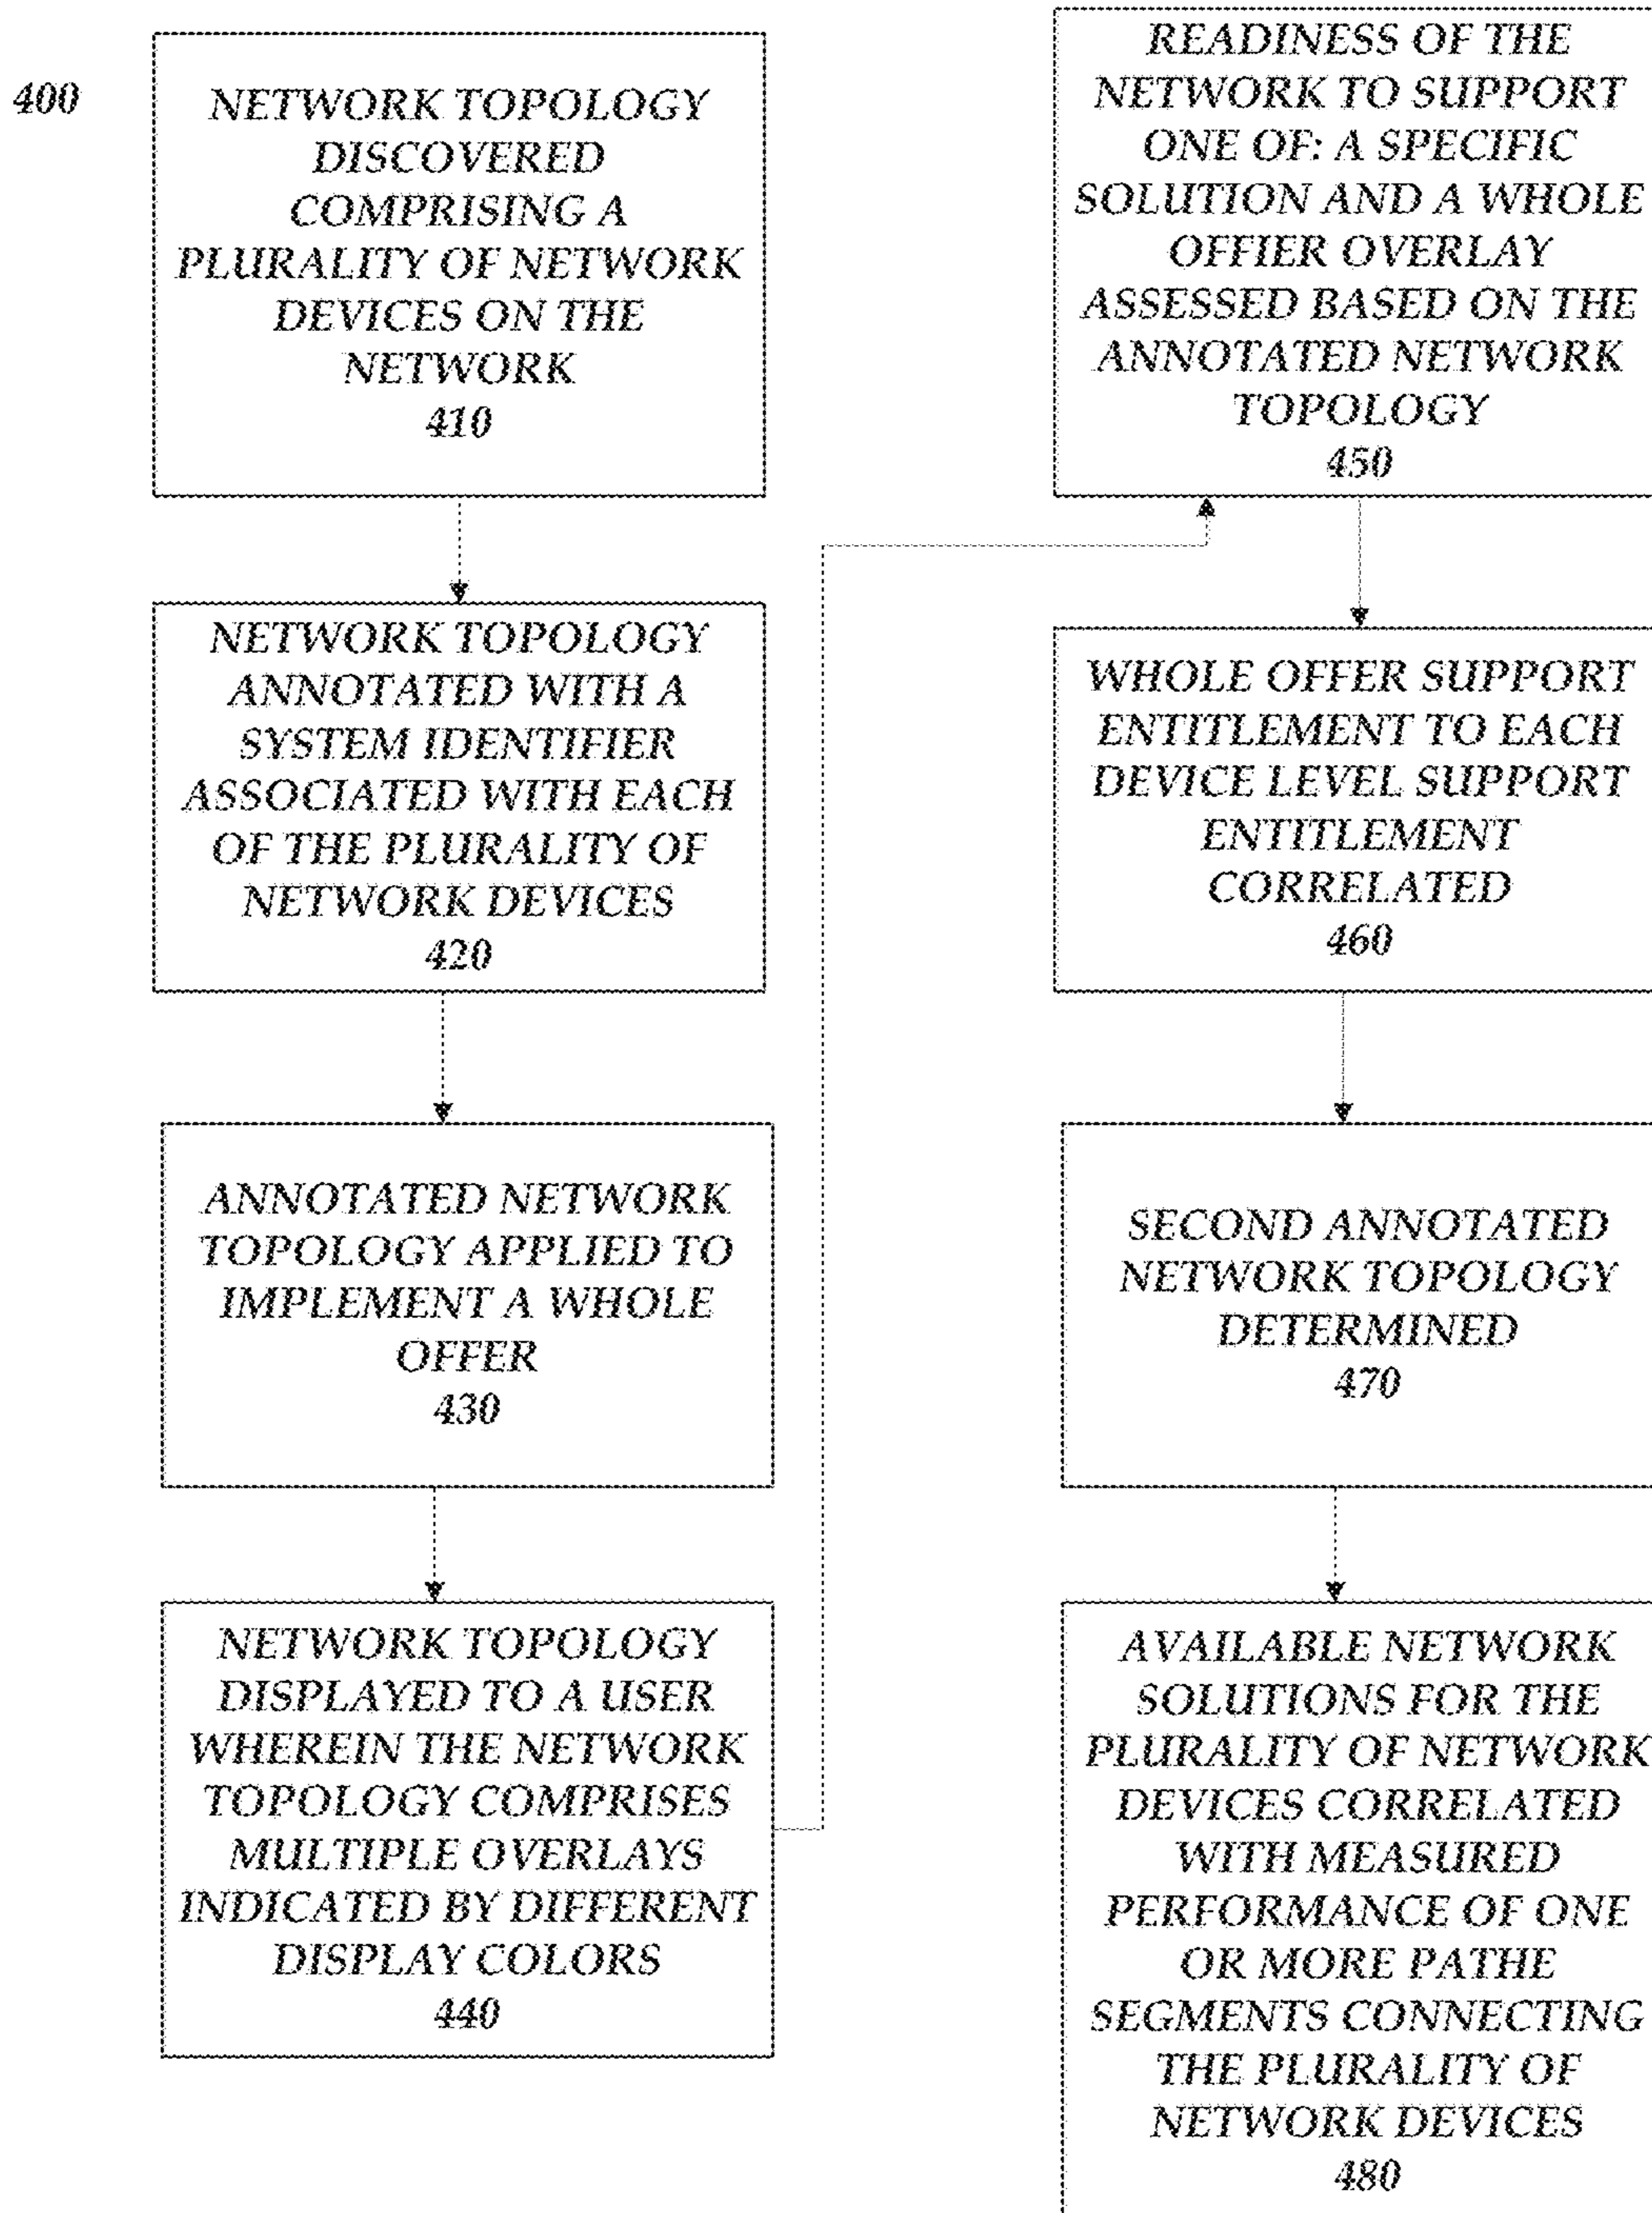 400
NETWORK TOPOLOGY
DISCOVERED
COMPRISING A
PLURALITY OF NETWORK
DEVICES ON THE
NETWORK
410
NETWORK TOPOLOGY
ANNOTATED WITH A
SYSTEM IDENTIFIER
ASSOCIATED WITH EACH
OF THE PLURALITY OF
NETWORK DEVICES
420
ANNOTATED NETWORK
TOPOLOGY APPLIED TO
IMPLEMENT A WHOLE
OFFER
430
NETWORK TOPOLOGY
DISPLAYED TO A USER
WHEREIN THE NETWORK
TOPOLOGY COMPRISES
MULTIPLE OVERLAYS
INDICATED BY DIFFERENT
DISPLAY COLORS
440
READINESS OF THE
NETWORK TO SUPPORT
ONE OF: A SPECIFIC
SOLUTION AND A WHOLE
OFFIER OVERLAY
ASSESSED BASED ON THE
ANNOTATED NETWORK
TOPOLOGY
450
WHOLE OFFER SUPPORT
ENTITLEMENT TO EACH
DEVICE LEVEL SUPPORT
ENTITLEMENT
CORRELATED
460
SECOND ANNOTATED
NETWORK TOPOLOGY
DETERMINED
470
AVAILABLE NETWORK
SOLUTIONS FOR THE
PLURALITY OF NETWORK
DEVICES CORRELATED
WITH MEASURED
PERFORMANCE OF ONE
OR MORE PATHE
SEGMENTS CONNECTING
THE PLURALITY OF
NETWORK DEVICES
480